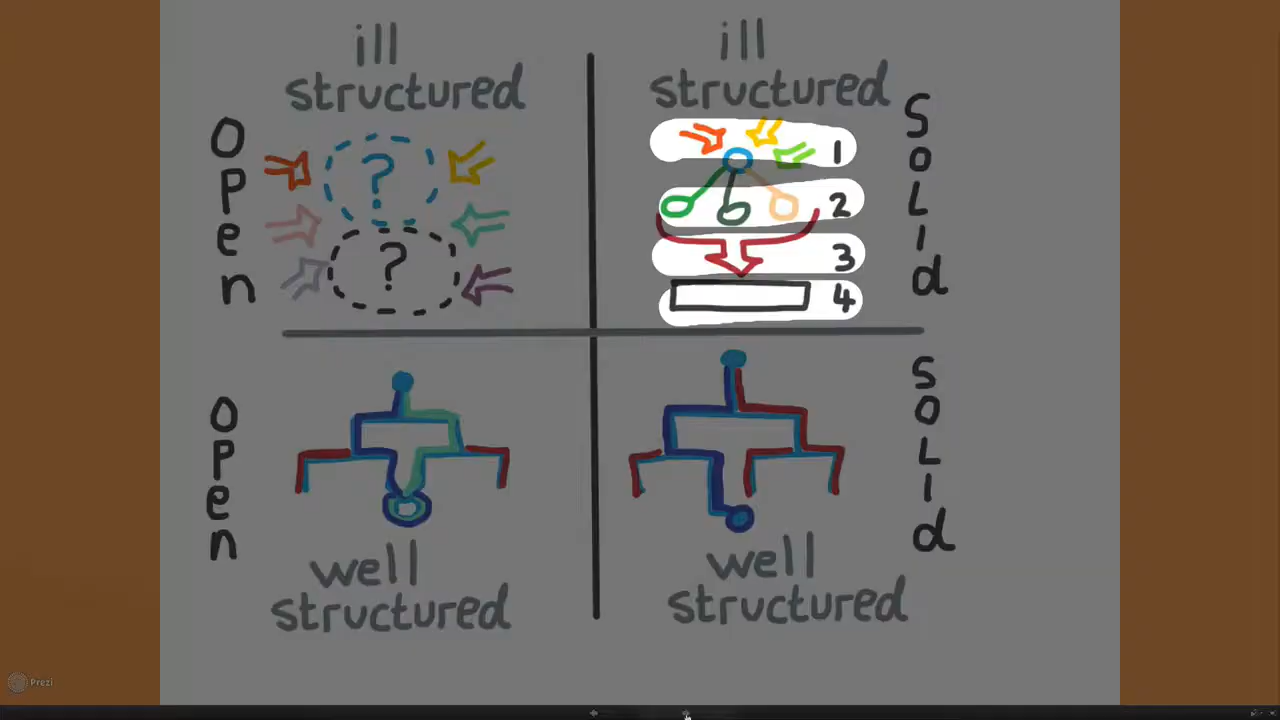 ill
structured
ill
structured
Open
SOLId
?
?
1
2
3
4
Open
SOLId
well
structured
well
structured
Prezi